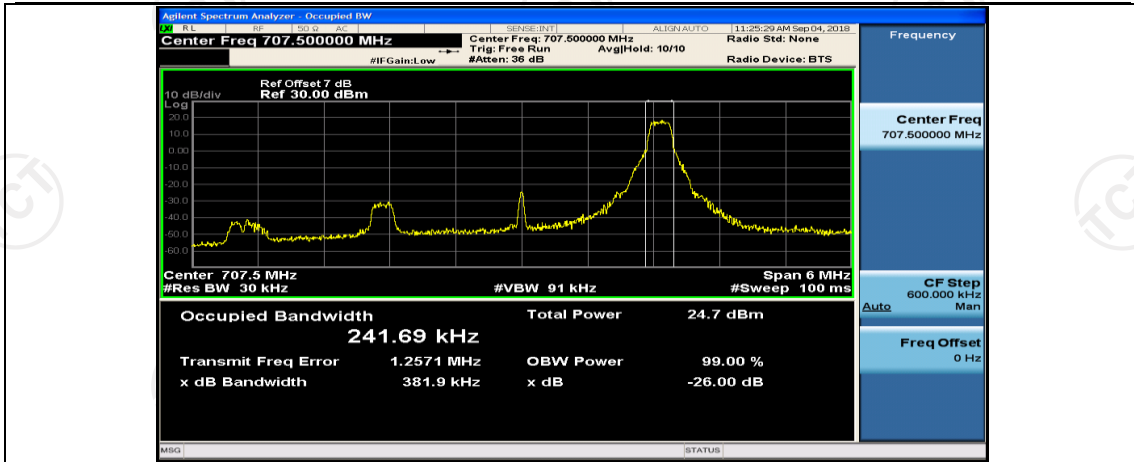 Agilent Spectrum Analyzer - Occupied BW
LXI RL RF 50 Ω AC SENSE:INT ALIGN AUTO 11:25:29 AM Sep 04, 2018
Center Freq 707.500000 MHz Center Freq: 707.500000 MHz Radio Std: None
Trig: Free Run Avg|Hold: 10/10
#IFGain:Low #Atten: 36 dB Radio Device: BTS
Frequency
Ref Offset 7 dB
10 dB/div Ref 30.00 dBm
Log
20.0
10.0
0.00
-10.0
-20.0
-30.0
-40.0
-50.0
-60.0
Center 707.5 MHz Span 6 MHz
#Res BW 30 kHz #VBW 91 kHz #Sweep 100 ms
Occupied Bandwidth Total Power 24.7 dBm
241.69 kHz
Transmit Freq Error 1.2571 MHz OBW Power 99.00 %
x dB Bandwidth 381.9 kHz x dB -26.00 dB
Center Freq
707.500000 MHz
CF Step
600.000 kHz
Auto Man
Freq Offset
0 Hz
MSG STATUS
TCT
TCT